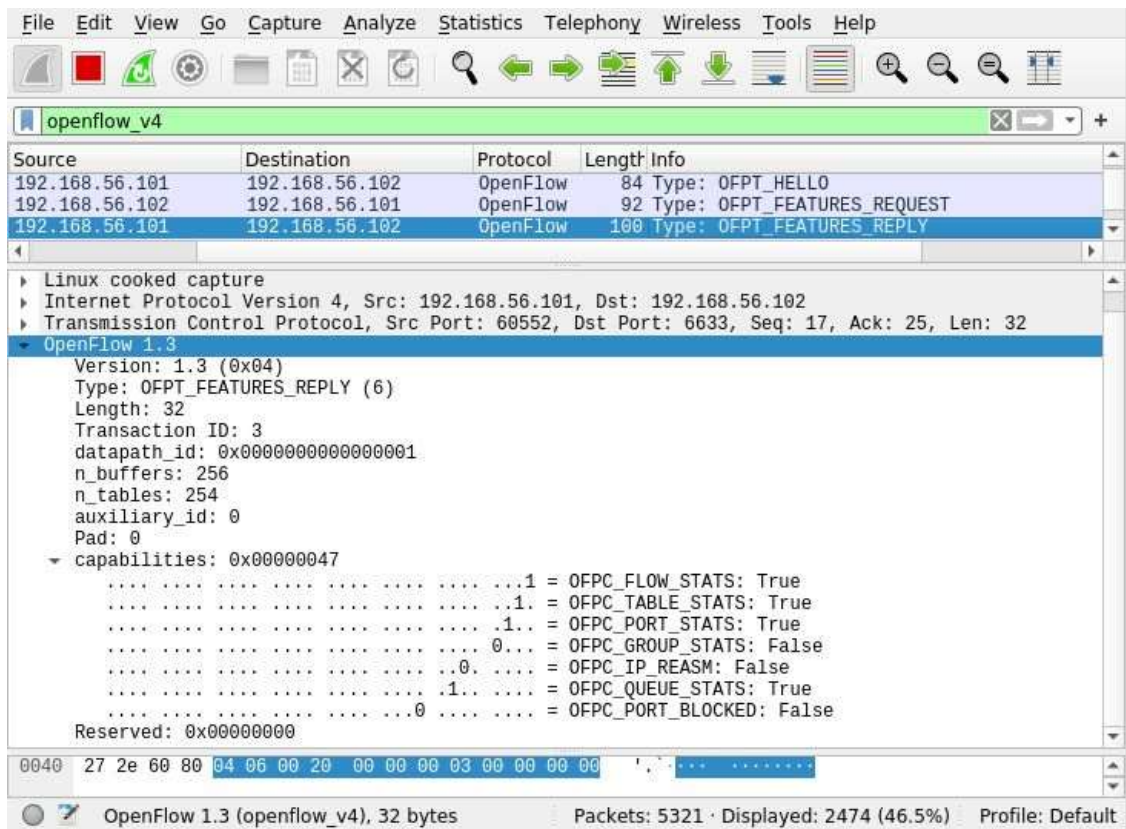 File Edit View Go Capture Analyze Statistics Telephony Wireless Tools Help
openflow_v4
Source Destination Protocol Length Info
192.168.56.101 192.168.56.102 OpenFlow 84 Type: OFPT_HELLO
192.168.56.102 192.168.56.101 OpenFlow 92 Type: OFPT_FEATURES_REQUEST
192.168.56.101 192.168.56.102 OpenFlow 100 Type: OFPT_FEATURES_REPLY
Linux cooked capture
Internet Protocol Version 4, Src: 192.168.56.101, Dst: 192.168.56.102
Transmission Control Protocol, Src Port: 60552, Dst Port: 6633, Seq: 17, Ack: 25, Len: 32
OpenFlow 1.3
Version: 1.3 (0x04)
Type: OFPT_FEATURES_REPLY (6)
Length: 32
Transaction ID: 3
datapath_id: 0x0000000000000001
n_buffers: 256
n_tables: 254
auxiliary_id: 0
Pad: 0
capabilities: 0x00000047
.... .... .... .... .... .... .... ...1 = OFPC_FLOW_STATS: True
.... .... .... .... .... .... .... ..1. = OFPC_TABLE_STATS: True
.... .... .... .... .... .... .... .1.. = OFPC_PORT_STATS: True
.... .... .... .... .... .... .... 0... = OFPC_GROUP_STATS: False
.... .... .... .... .... .... ..0. .... = OFPC_IP_REASM: False
.... .... .... .... .... .... .1.. .... = OFPC_QUEUE_STATS: True
.... .... .... .... .... ...0 .... .... = OFPC_PORT_BLOCKED: False
Reserved: 0x00000000
0040 27 2e 60 80 04 06 00 20 00 00 00 03 00 00 00 00 '.`·· ··· ········
OpenFlow 1.3 (openflow_v4), 32 bytes Packets: 5321 · Displayed: 2474 (46.5%) Profile: Default